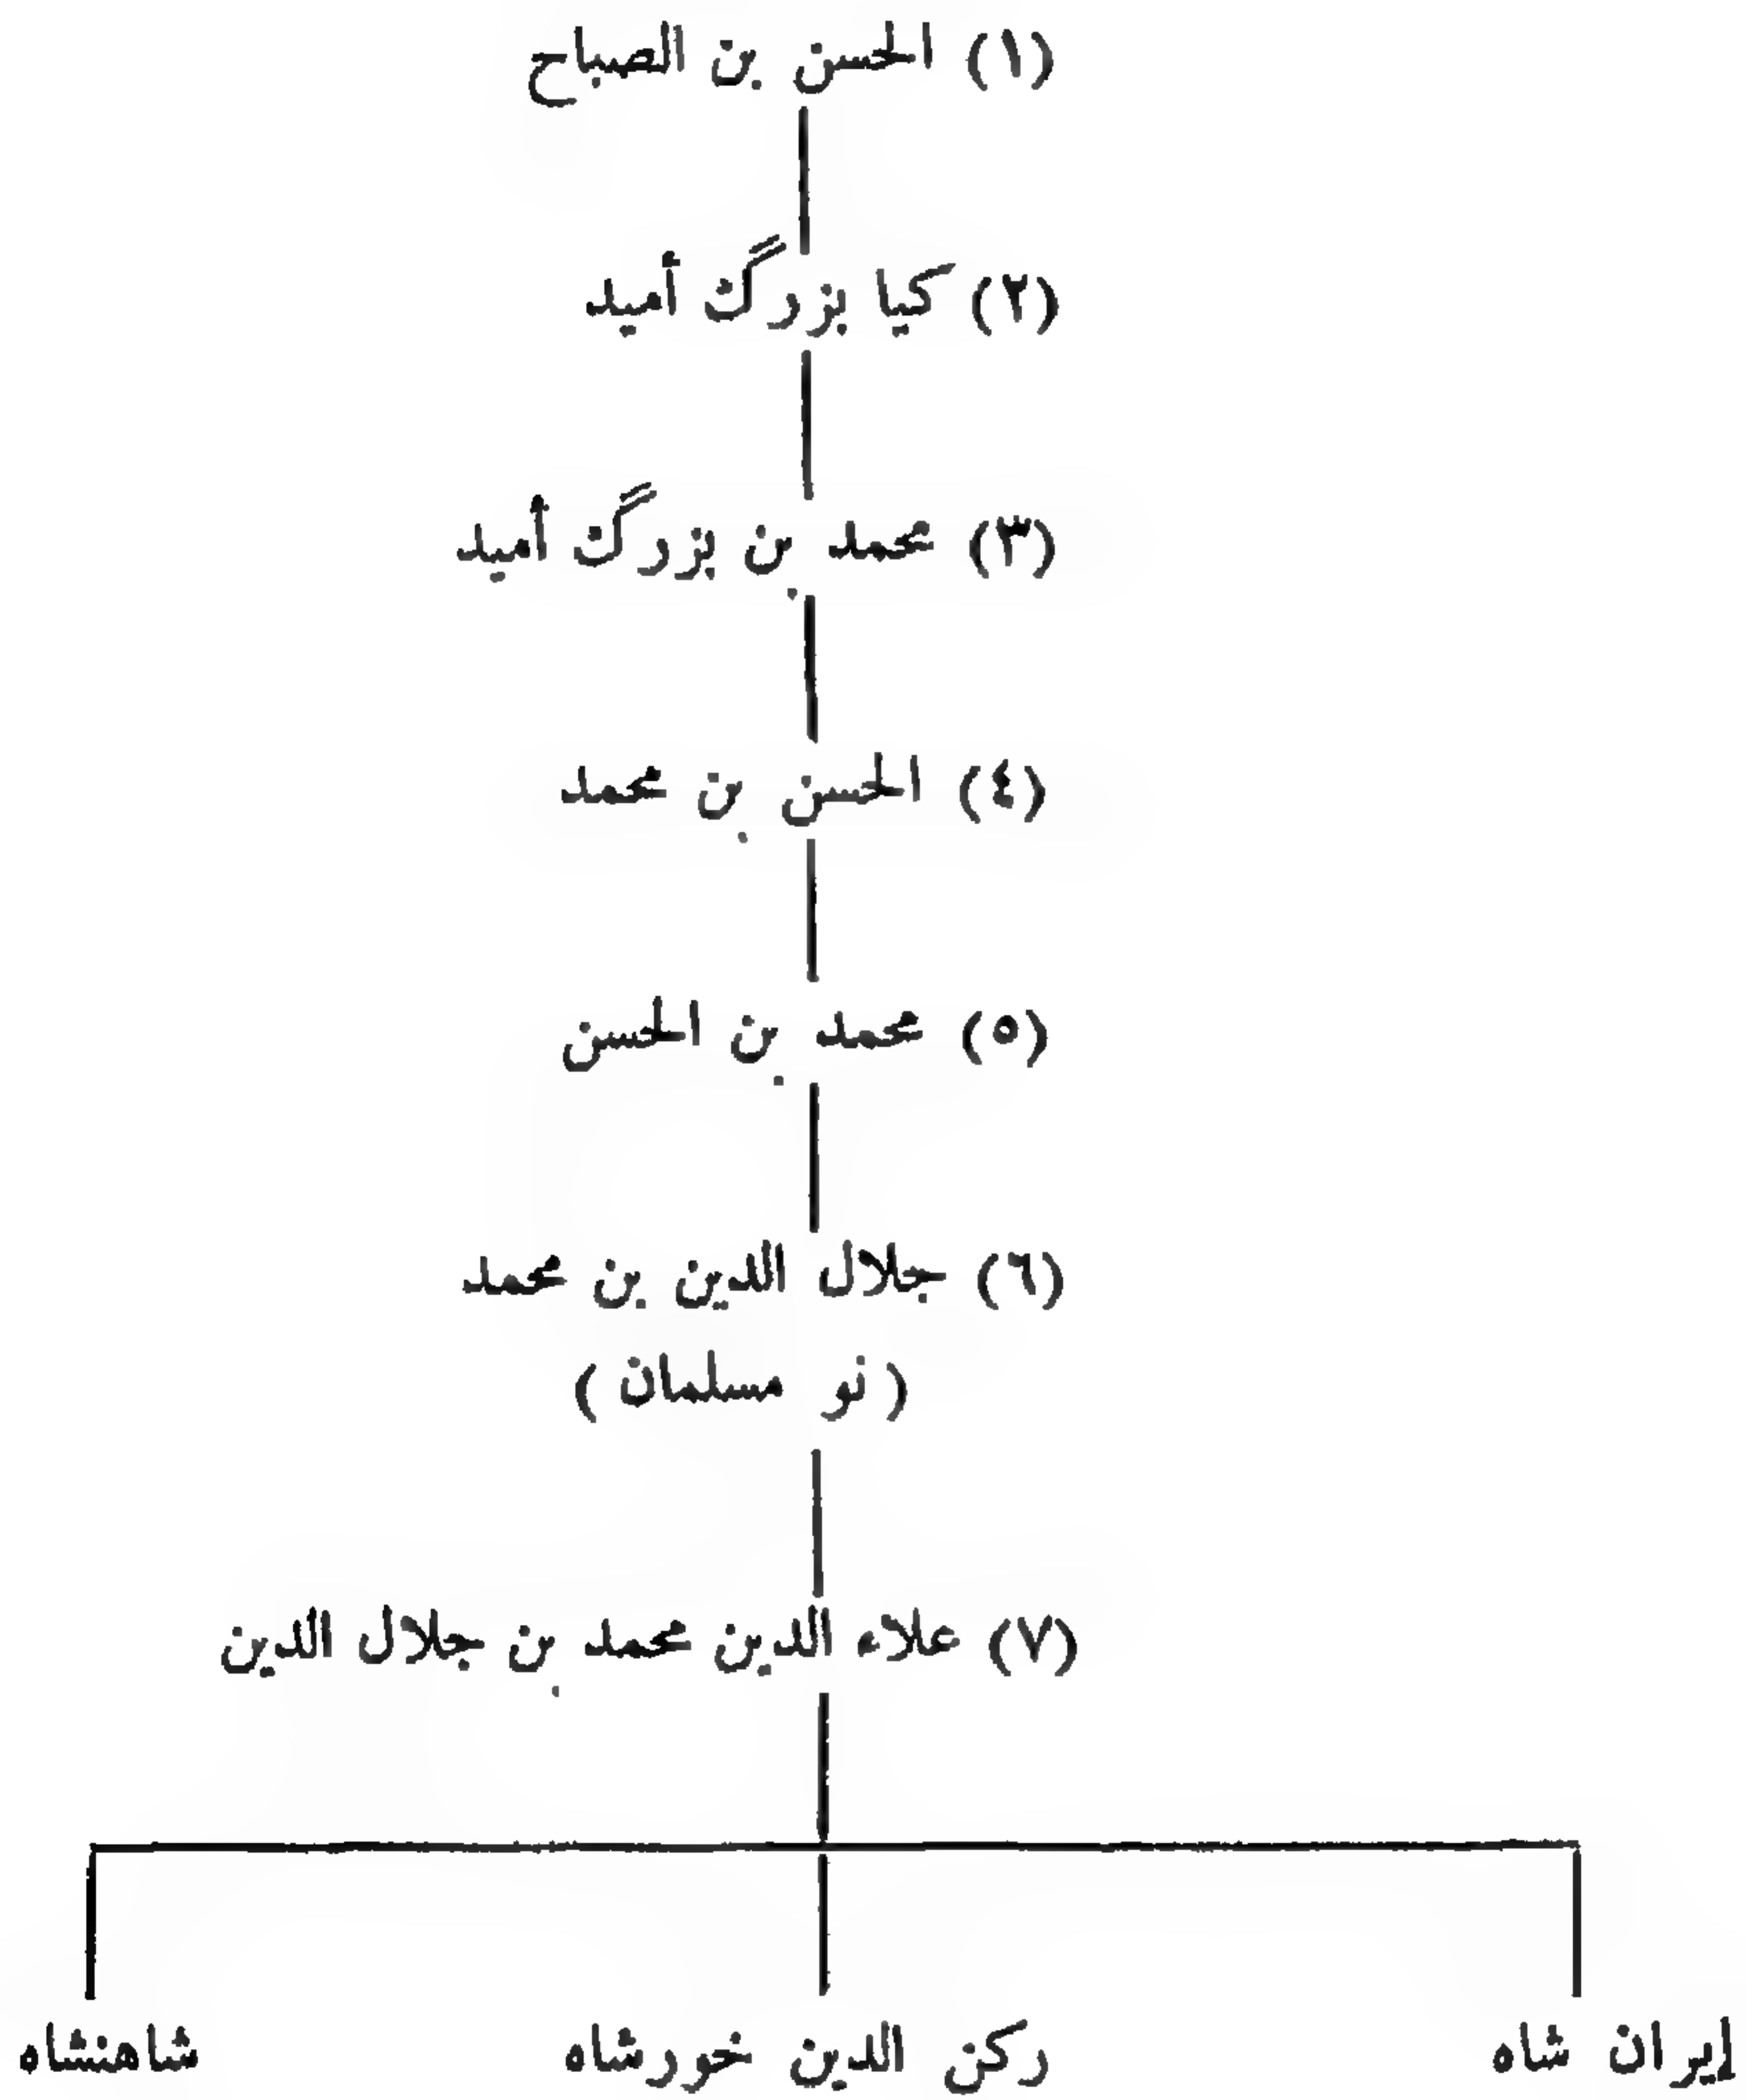 (١) الحسن بن الصباح
(٢) كيا بزرگ أميد
(٣) محمد بن بزرگ أميد
(٤) الحسن بن محمد
(٥) محمد بن الحسن
(٦) جلال الدين بن محمد
(نو مسلمان)
(٧) علاء الدين محمد بن جلال الدين
إيران شاه ركن الدين خورشاه شاهنشاه